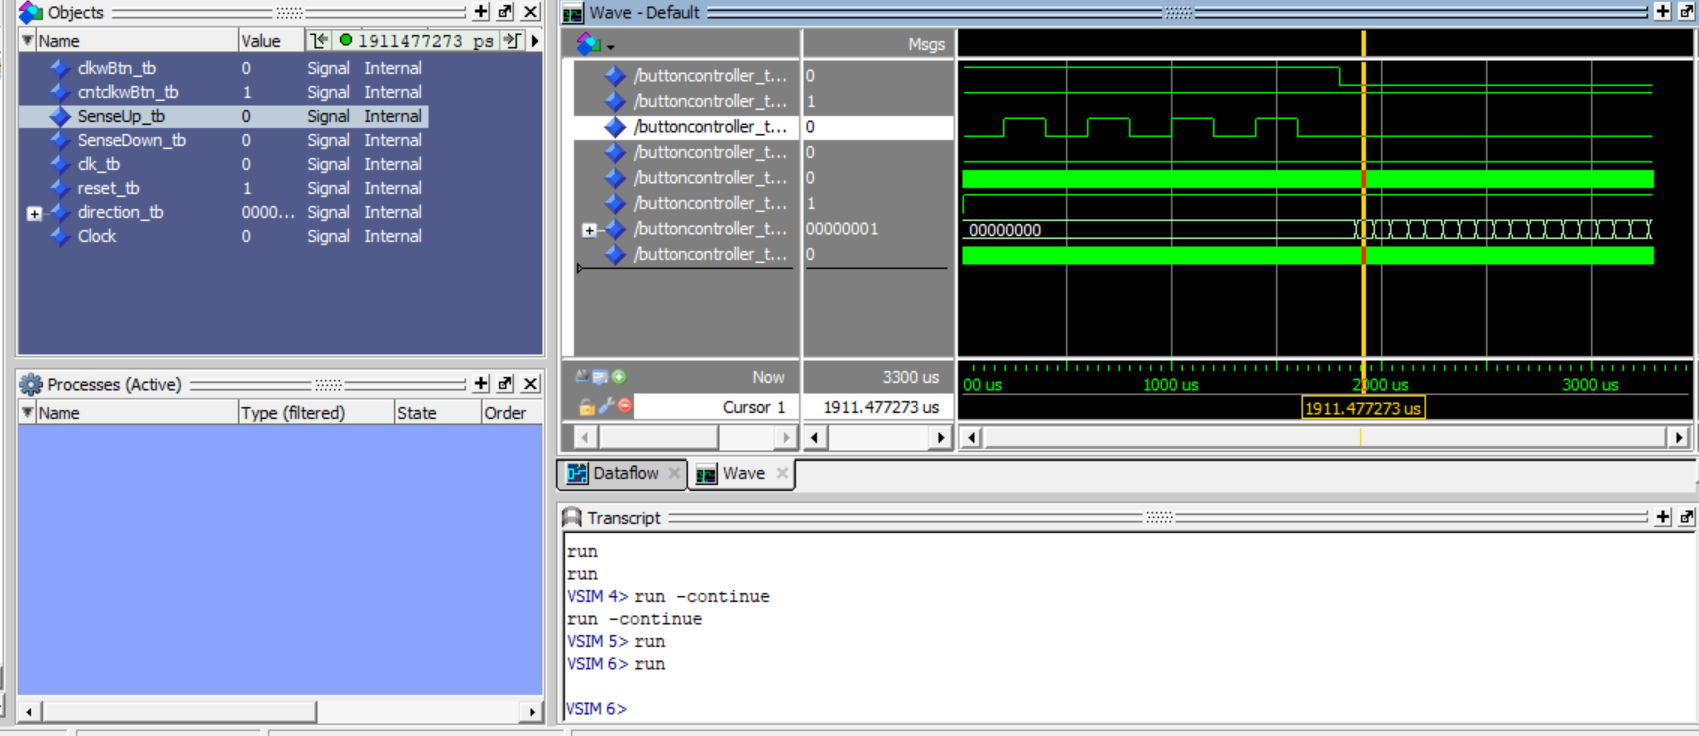 Objects
Name Value 1911477273 ps
clkwBtn_tb 0 Signal Internal
cntclkwBtn_tb 1 Signal Internal
SenseUp_tb 0 Signal Internal
SenseDown_tb 0 Signal Internal
clk_tb 0 Signal Internal
reset_tb 1 Signal Internal
direction_tb 0000... Signal Internal
Clock 0 Signal Internal
Processes (Active)
Name Type (filtered) State Order
Wave - Default
Msgs
/buttoncontroller_t... 0
/buttoncontroller_t... 1
/buttoncontroller_t... 0
/buttoncontroller_t... 0
/buttoncontroller_t... 0
/buttoncontroller_t... 1
/buttoncontroller_t... 00000001 00000000
/buttoncontroller_t... 0
Now 3300 us 00 us 1000 us 2000 us 3000 us
Cursor 1 1911.477273 us 1911.477273 us
Dataflow Wave
Transcript
run
run
VSIM 4> run -continue
run -continue
VSIM 5> run
VSIM 6> run
VSIM 6>